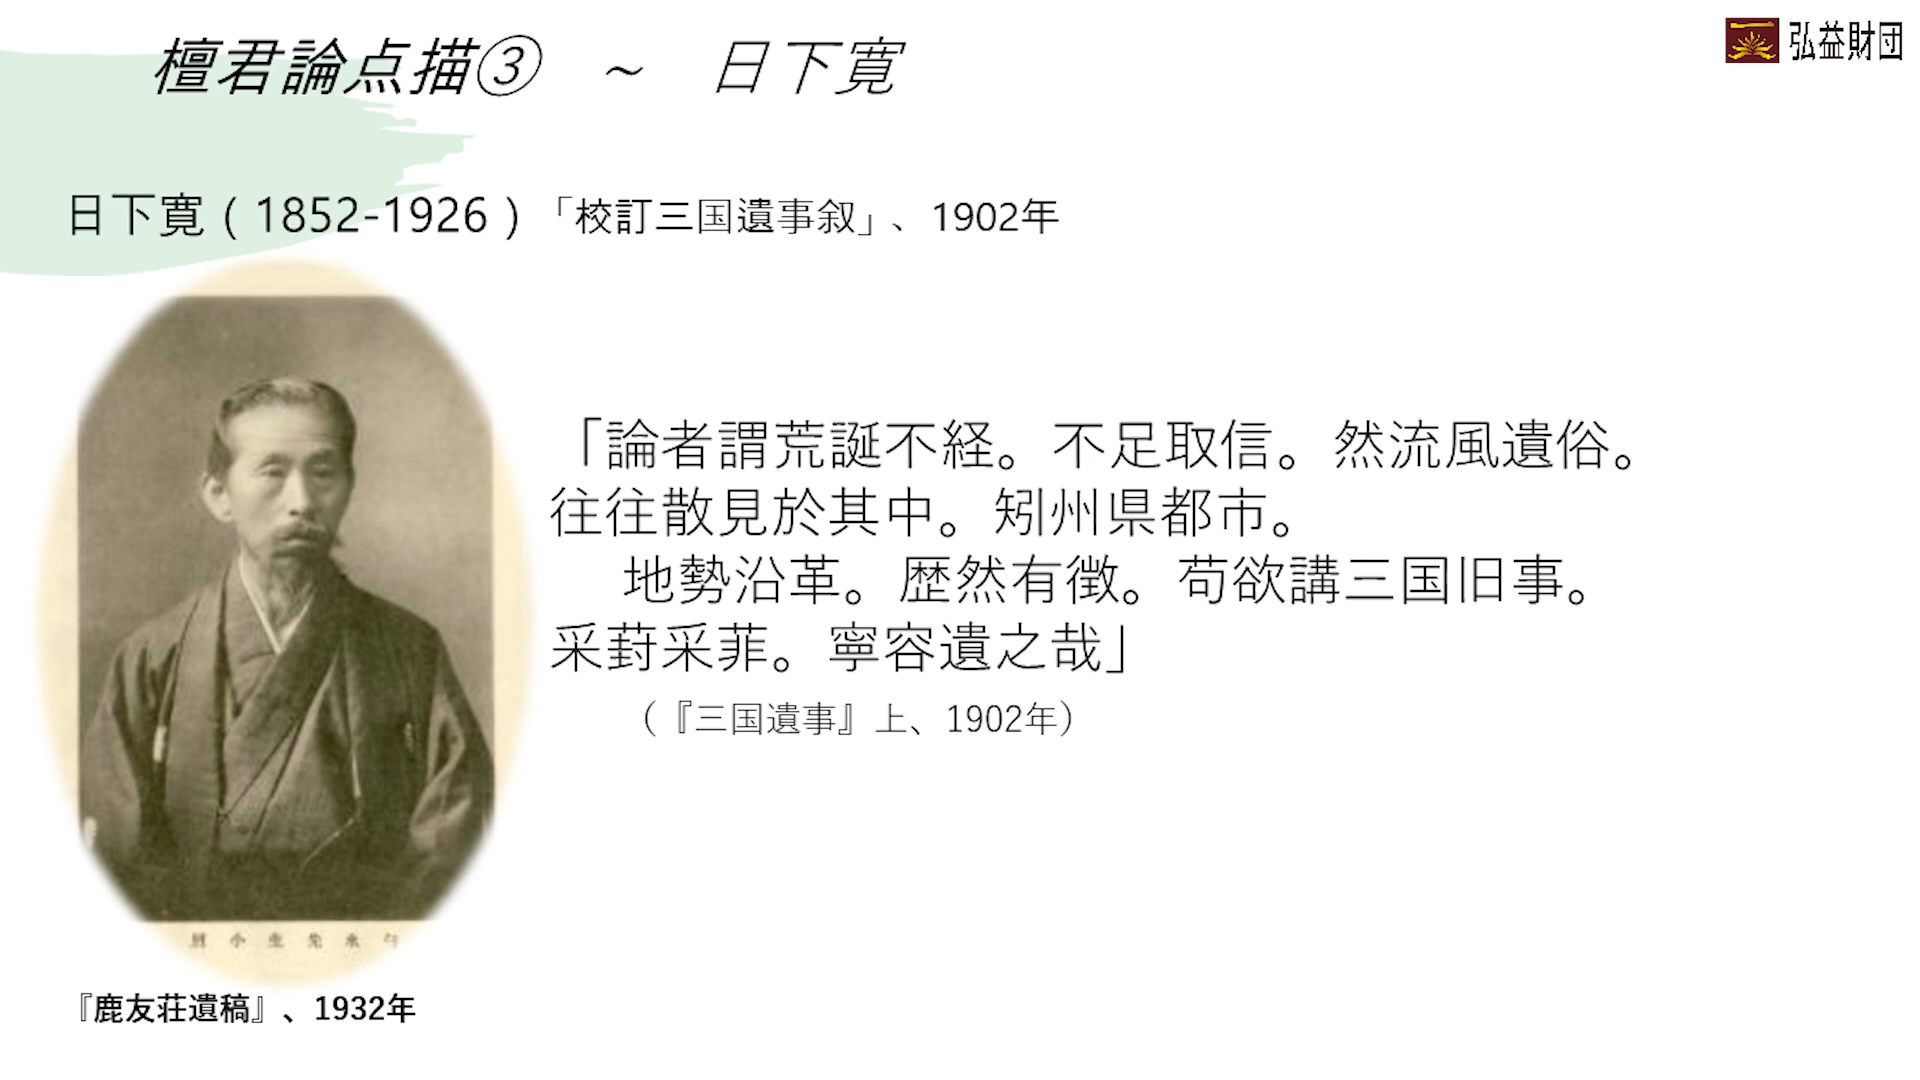 檀君論点描③ ~ 日下寛
弘益財団
日下寛(1852-1926)「校訂三国遺事叙」、1902年
「論者謂荒誕不経。不足取信。然流風遺俗。
往往散見於其中。矧州県都市。
地勢沿革。歴然有徴。苟欲講三国旧事。
采葑采菲。寧容遺之哉」
(『三国遺事』上、1902年)
『鹿友荘遺稿』、1932年